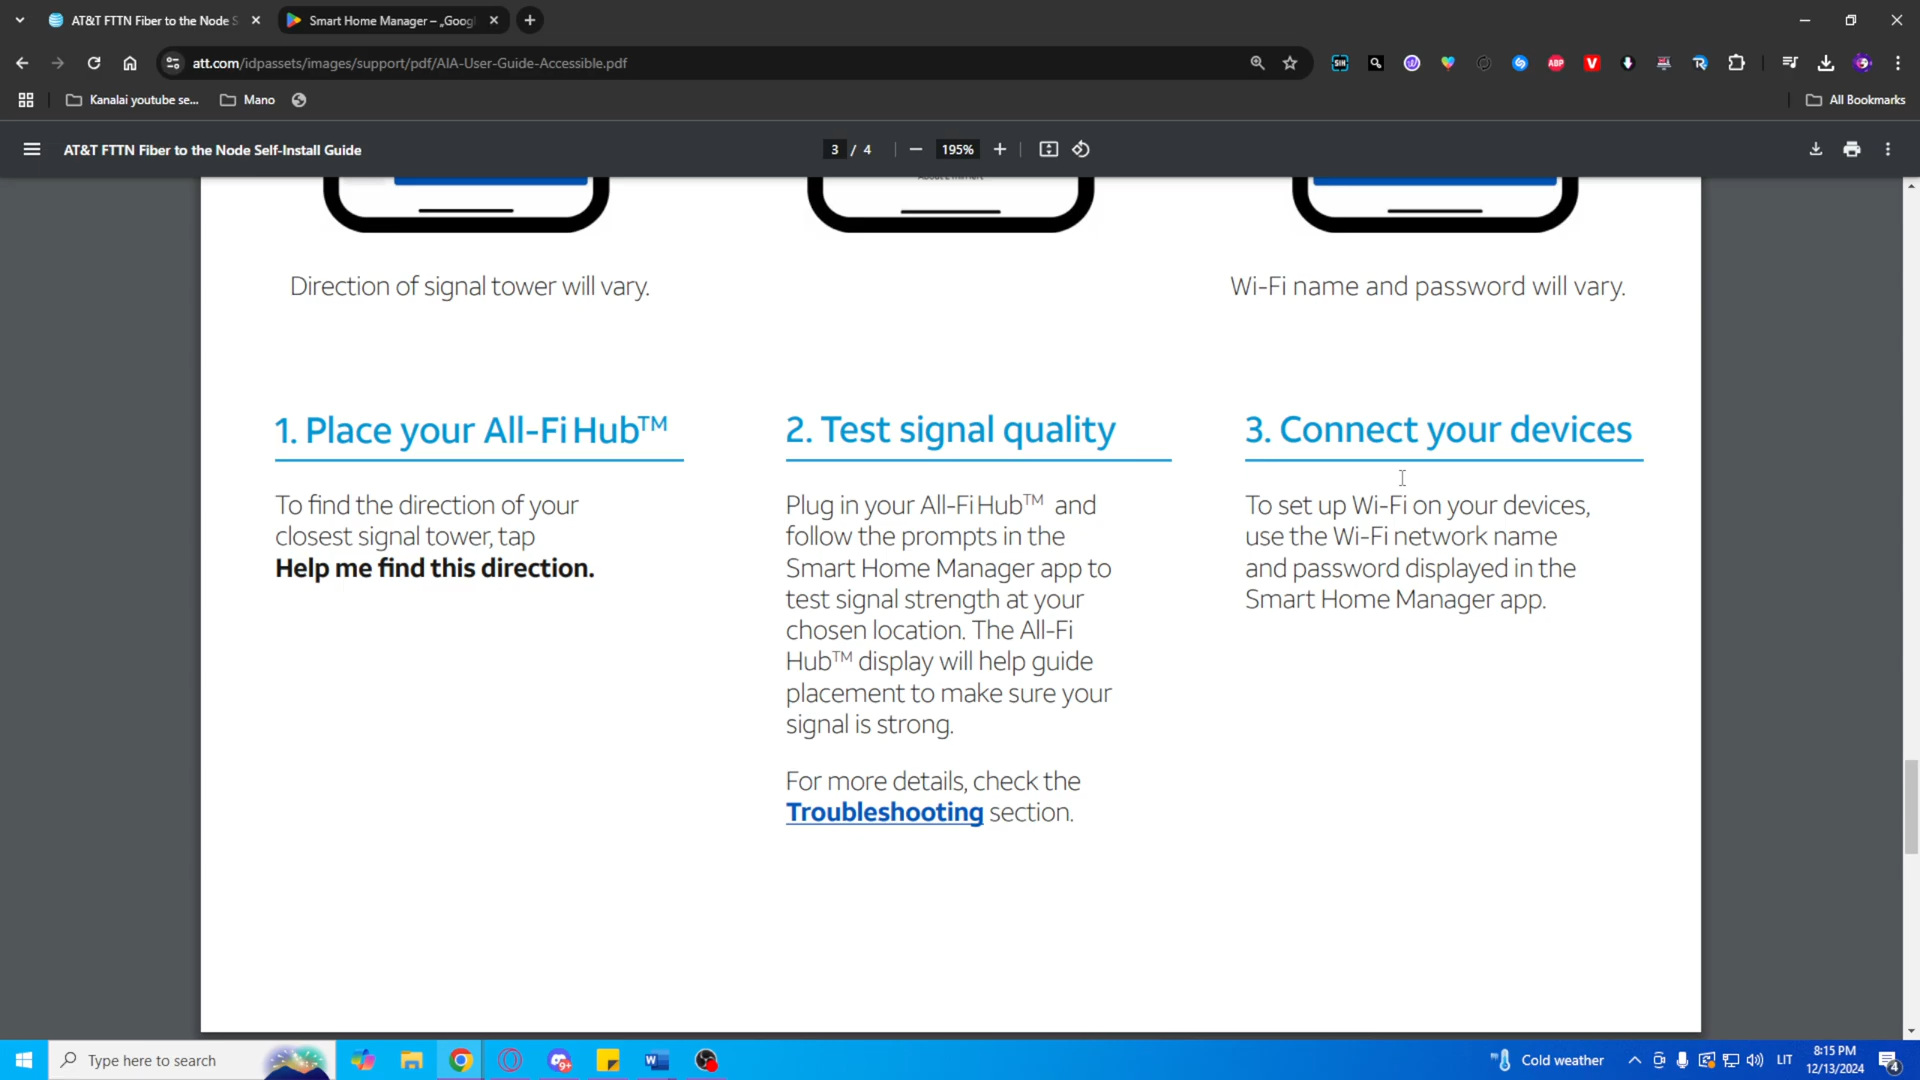 AT&T FTTN Fiber to the Node S
Smart Home Manager – „Goog
att.com/idpassets/images/support/pdf/AIA-User-Guide-Accessible.pdf
Kanalai youtube se...
Mano
All Bookmarks
AT&T FTTN Fiber to the Node Self-Install Guide
3 / 4
195%
Direction of signal tower will vary.
Wi-Fi name and password will vary.
1. Place your All-Fi Hub™
To find the direction of your
closest signal tower, tap
Help me find this direction.
2. Test signal quality
Plug in your All-Fi Hub™ and
follow the prompts in the
Smart Home Manager app to
test signal strength at your
chosen location. The All-Fi
Hub™ display will help guide
placement to make sure your
signal is strong.
For more details, check the
Troubleshooting section.
3. Connect your devices
To set up Wi-Fi on your devices,
use the Wi-Fi network name
and password displayed in the
Smart Home Manager app.
Type here to search
Cold weather
LIT
8:15 PM
12/13/2024
4